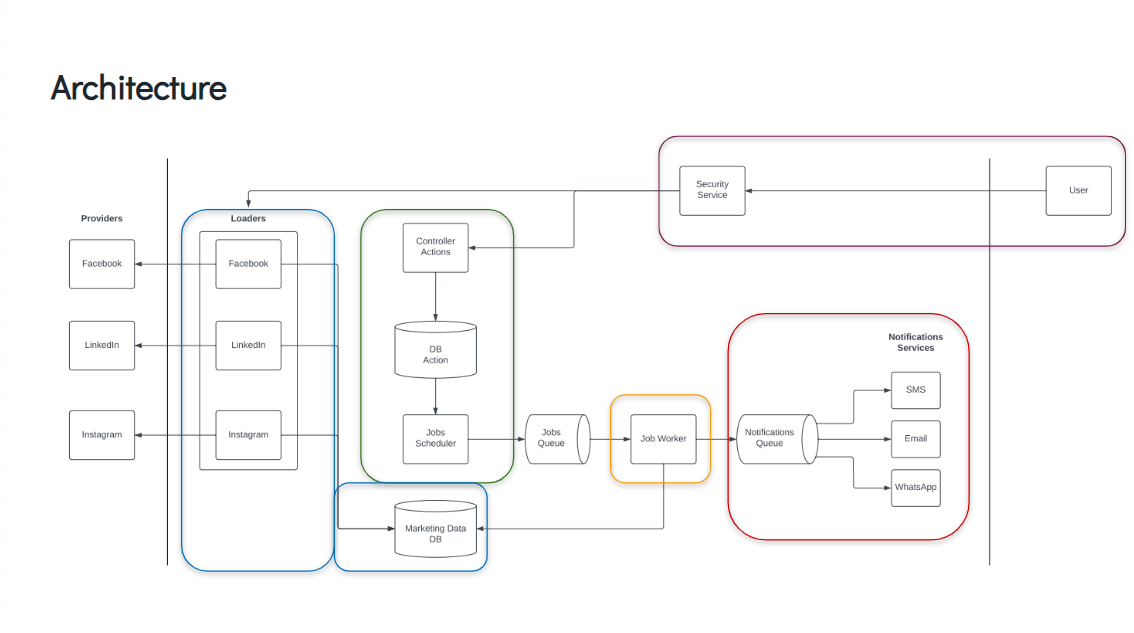 Architecture
Security
Service
User
Providers
Loaders
Facebook
Facebook
Controller
Actions
LinkedIn
LinkedIn
DB
Action
Notifications
Services
SMS
Instagram
Instagram
Jobs
Scheduler
Jobs
Queue
Job Worker
Notifications
Queue
Email
WhatsApp
Marketing Data
DB